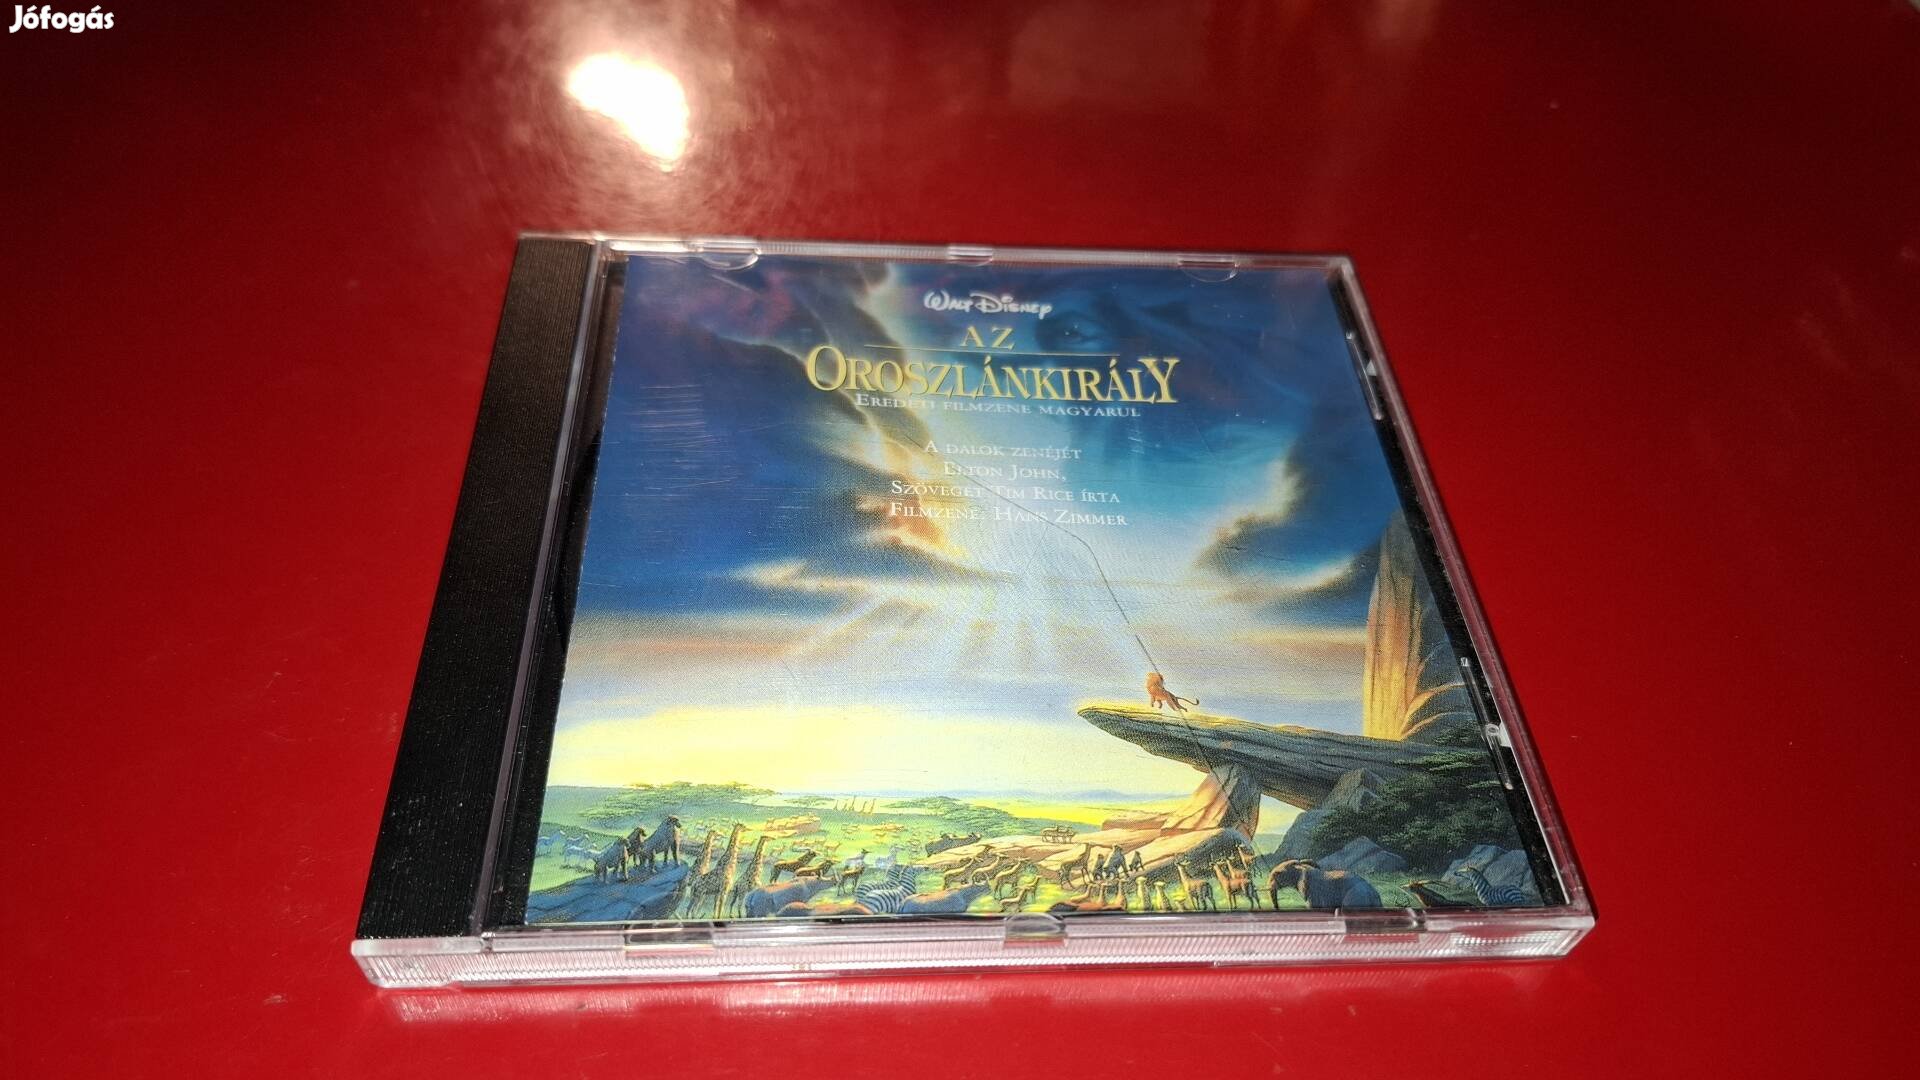 Jófogás
Walt Disney
AZ
OROSZLÁNKIRÁLY
EREDETI FILMZENE MAGYARUL
A DALOK ZENÉJÉT
ELTON JOHN,
SZÖVEGÉT TIM RICE ÍRTA
FILMZENE: HANS ZIMMER